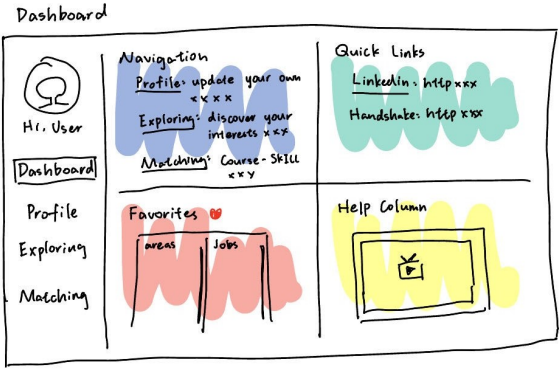 Dashboard
Hi, User
Dashboard
Profile
Exploring
Matching
Navigation
Profile: update your own
xxxx
Exploring: discover your
interests xxx
Matching: Course-Skill
xxy
Quick Links
Linkedin: http xxx
Handshake: http xxx
Favorites
areas
Jobs
Help Column